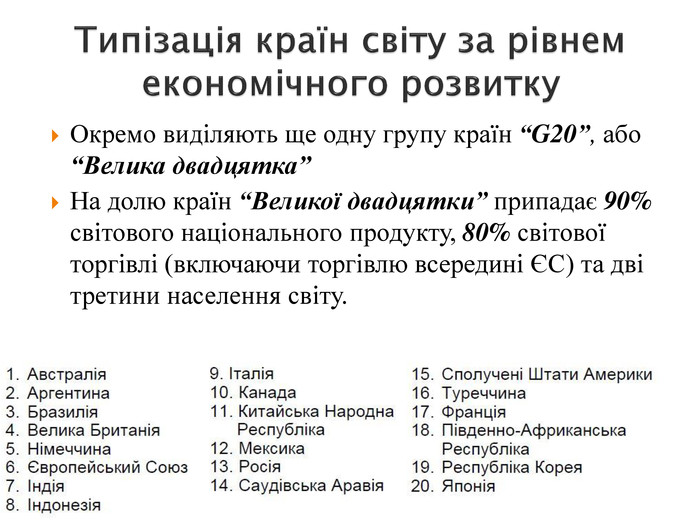 Типізація країн світу за рівнем
економічного розвитку
Окремо виділяють ще одну групу країн “G20”, або
“Велика двадцятка”
На долю країн “Великої двадцятки” припадає 90%
світового національного продукту, 80% світової
торгівлі (включаючи торгівлю всередині ЄС) та дві
третини населення світу.
1. Австралія
2. Аргентина
3. Бразилія
4. Велика Британія
5. Німеччина
6. Європейський Союз
7. Індія
8. Індонезія
9. Італія
10. Канада
11. Китайська Народна
Республіка
12. Мексика
13. Росія
14. Саудівська Аравія
15. Сполучені Штати Америки
16. Туреччина
17. Франція
18. Південно-Африканська
Республіка
19. Республіка Корея
20. Японія